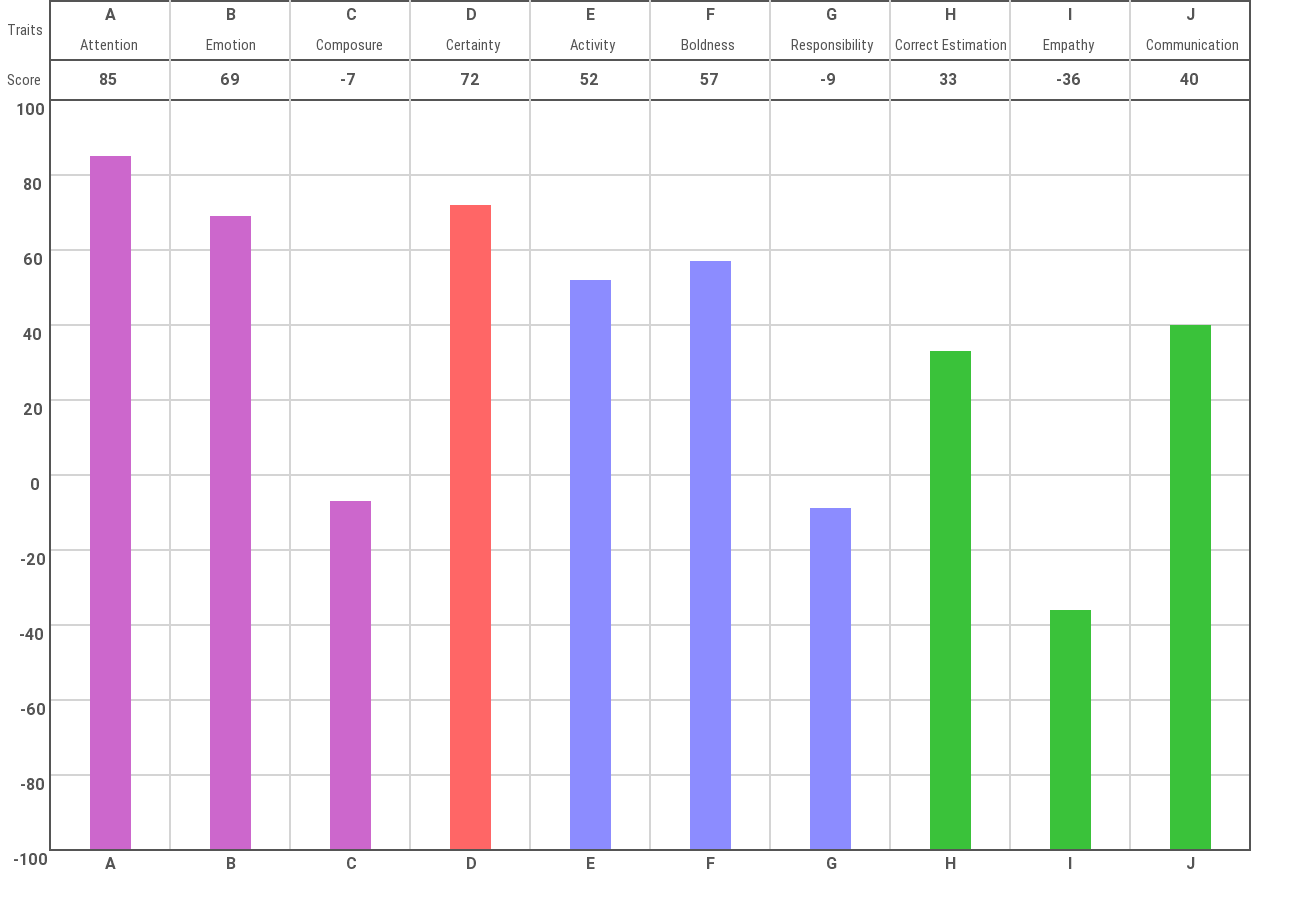 A B C D E F G H I J
Traits
Attention Emotion Composure Certainty Activity Boldness Responsibility Correct Estimation Empathy Communication
Score 85 69 -7 72 52 57 -9 33 -36 40
100
80
60
40
20
0
-20
-40
-60
-80
-100
A B C D E F G H I J